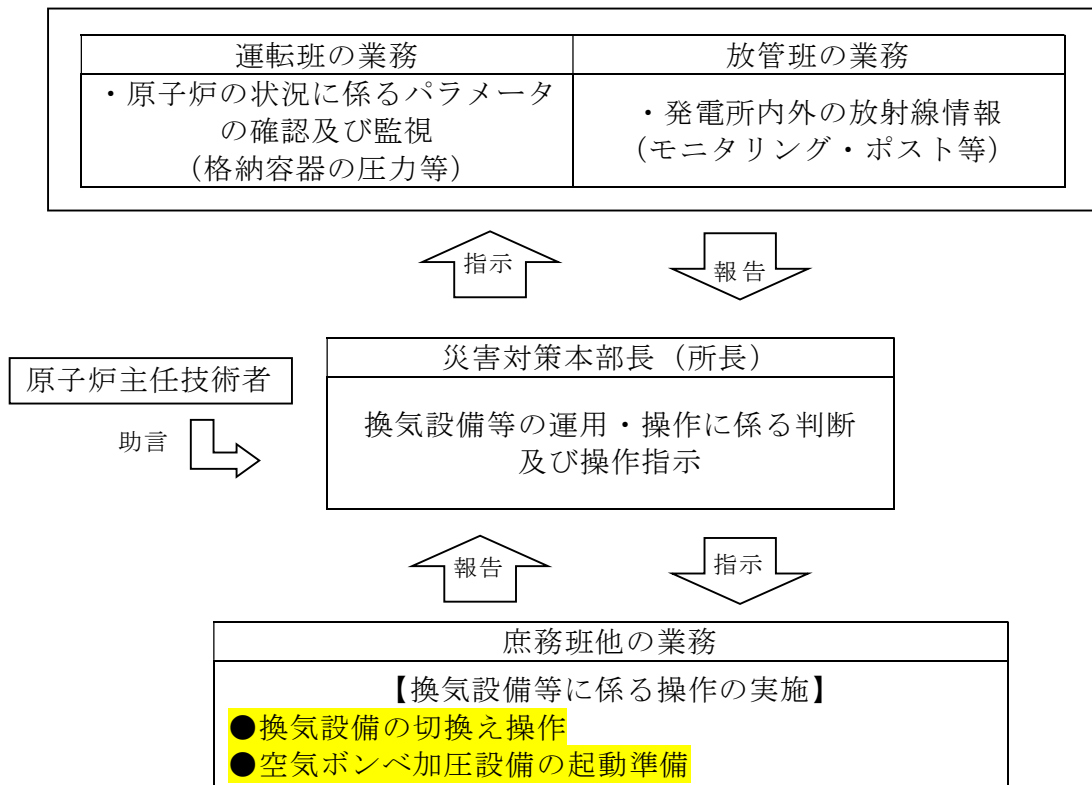 運転班の業務
放管班の業務
・原子炉の状況に係るパラメータ
の確認及び監視
（格納容器の圧力等）
・発電所内外の放射線情報
（モニタリング・ポスト等）
指示
報告
災害対策本部長（所長）
原子炉主任技術者
助言
換気設備等の運用・操作に係る判断
及び操作指示
報告
指示
庶務班他の業務
【換気設備等に係る操作の実施】
●換気設備の切換え操作
●空気ボンベ加圧設備の起動準備